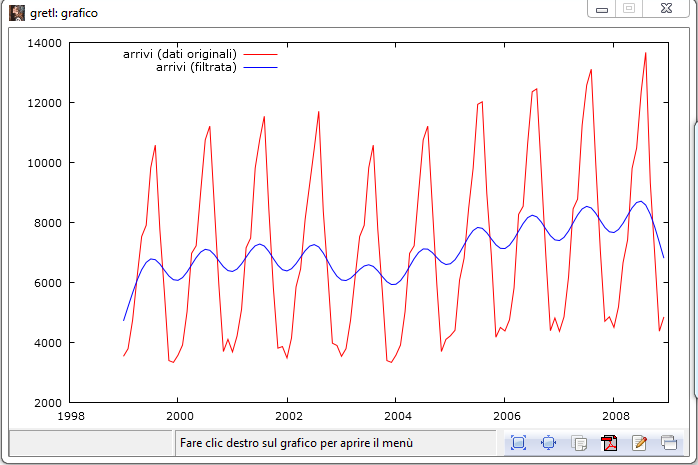 gretl: grafico
arrivi (dati originali)
arrivi (filtrata)
14000
12000
10000
8000
6000
4000
2000
1998 2000 2002 2004 2006 2008
Fare clic destro sul grafico per aprire il menù